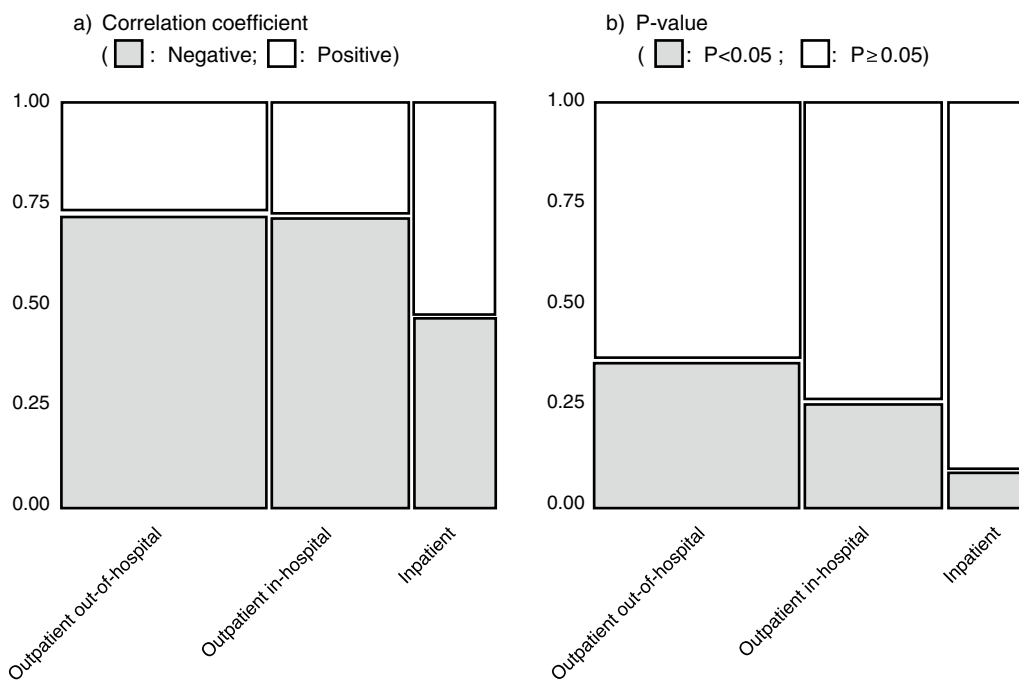 a) Correlation coefficient
( : Negative; : Positive)
1.00
0.75
0.50
0.25
0.00
Outpatient out-of-hospital
Outpatient in-hospital
Inpatient
b) P-value
( : P<0.05 ; : P≥0.05)
1.00
0.75
0.50
0.25
0.00
Outpatient out-of-hospital
Outpatient in-hospital
Inpatient